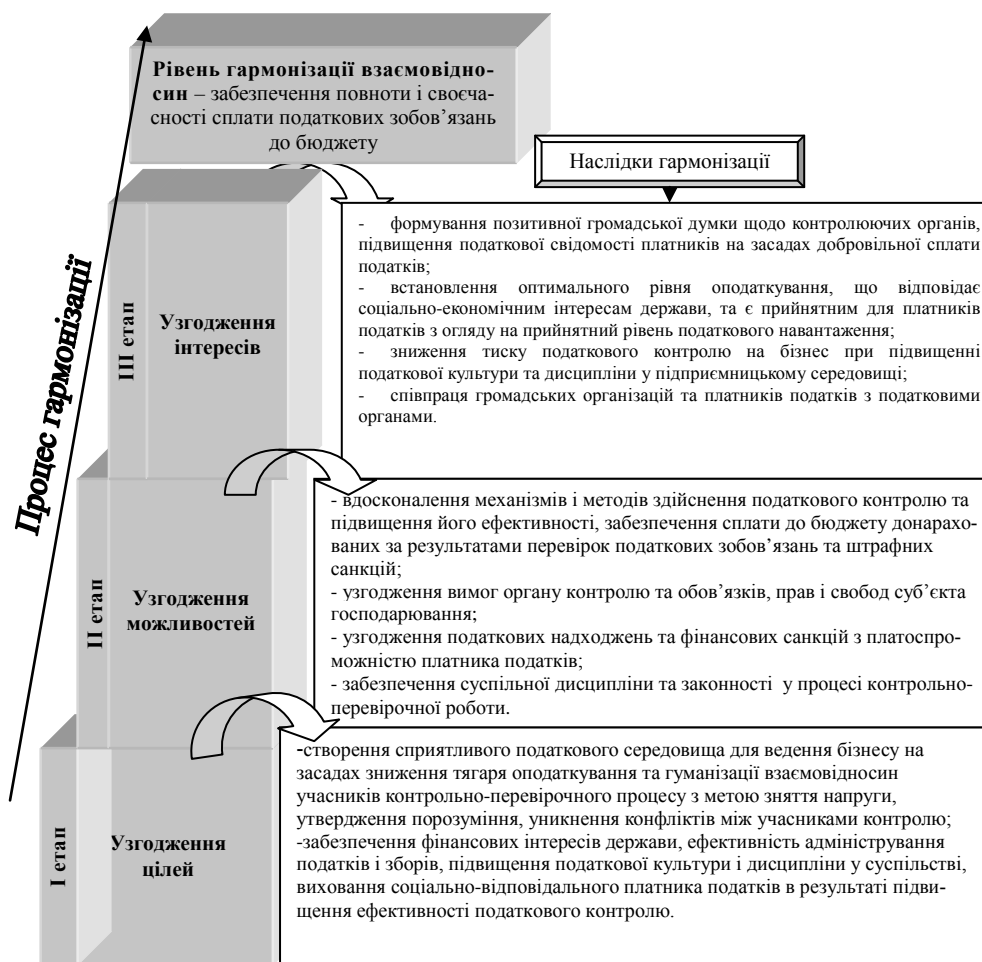 Рівень гармонізації взаємовідно-
син – забезпечення повноти і своєча-
сності сплати податкових зобов’язань
до бюджету
Наслідки гармонізації
Процес гармонізації
III етап
Узгодження
інтересів
- формування позитивної громадської думки щодо контролюючих органів,
підвищення податкової свідомості платників на засадах добровільної сплати
податків;
- встановлення оптимального рівня оподаткування, що відповідає
соціально-економічним інтересам держави, та є прийнятним для платників
податків з огляду на прийнятний рівень податкового навантаження;
- зниження тиску податкового контролю на бізнес при підвищенні
податкової культури та дисципліни у підприємницькому середовищі;
- співпраця громадських організацій та платників податків з податковими
органами.
II етап
Узгодження
можливостей
- вдосконалення механізмів і методів здійснення податкового контролю та
підвищення його ефективності, забезпечення сплати до бюджету донарахо-
ваних за результатами перевірок податкових зобов’язань та штрафних
санкцій;
- узгодження вимог органу контролю та обов’язків, прав і свобод суб’єкта
господарювання;
- узгодження податкових надходжень та фінансових санкцій з платоспро-
можністю платника податків;
- забезпечення суспільної дисципліни та законності у процесі контрольно-
перевірочної роботи.
I етап
Узгодження
цілей
-створення сприятливого податкового середовища для ведення бізнесу на
засадах зниження тягаря оподаткування та гуманізації взаємовідносин
учасників контрольно-перевірочного процесу з метою зняття напруги,
утвердження порозуміння, уникнення конфліктів між учасниками контролю;
-забезпечення фінансових інтересів держави, ефективність адміністрування
податків і зборів, підвищення податкової культури і дисципліни у суспільстві,
виховання соціально-відповідального платника податків в результаті підви-
щення ефективності податкового контролю.